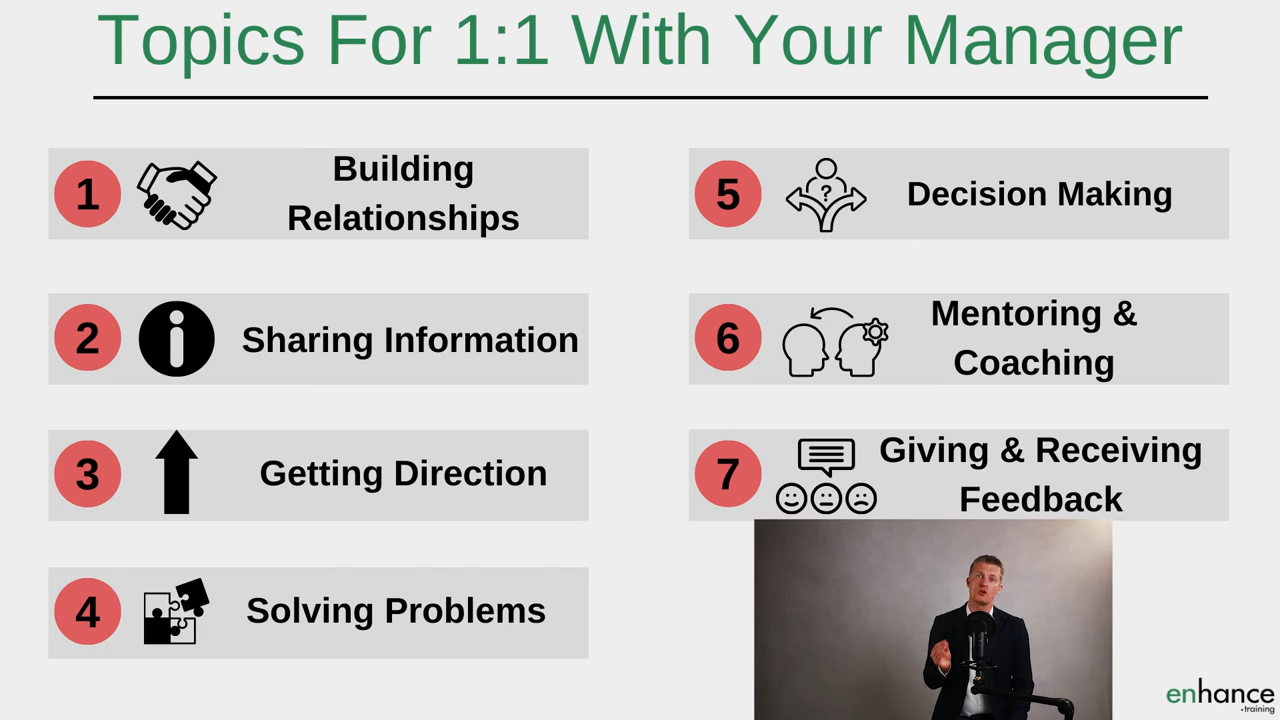 Topics For 1:1 With Your Manager
1
Building
Relationships
2
Sharing Information
3
Getting Direction
4
Solving Problems
5
?
Decision Making
6
Mentoring &
Coaching
7
Giving & Receiving
Feedback
enhance
training